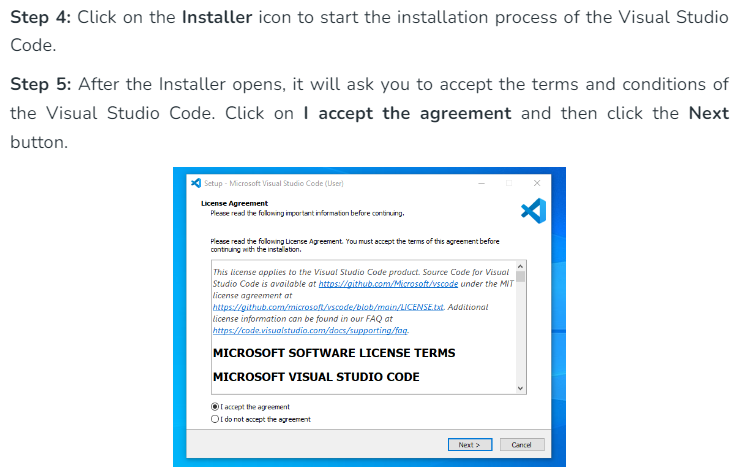 Step 4: Click on the Installer icon to start the installation process of the Visual Studio
Code.
Step 5: After the Installer opens, it will ask you to accept the terms and conditions of
the Visual Studio Code. Click on I accept the agreement and then click the Next
button.
Setup - Microsoft Visual Studio Code (User)
License Agreement
Please read the following important information before continuing.
Please read the following License Agreement. You must accept the terms of this agreement before
continuing with the installation.
This license applies to the Visual Studio Code product. Source Code for Visual
Studio Code is available at https://github.com/Microsoft/vscode under the MIT
license agreement at
https://github.com/microsoft/vscode/blob/main/LICENSE.txt. Additional
license information can be found in our FAQ at
https://code.visualstudio.com/docs/supporting/faq.
MICROSOFT SOFTWARE LICENSE TERMS
MICROSOFT VISUAL STUDIO CODE
I accept the agreement
I do not accept the agreement
Next >
Cancel